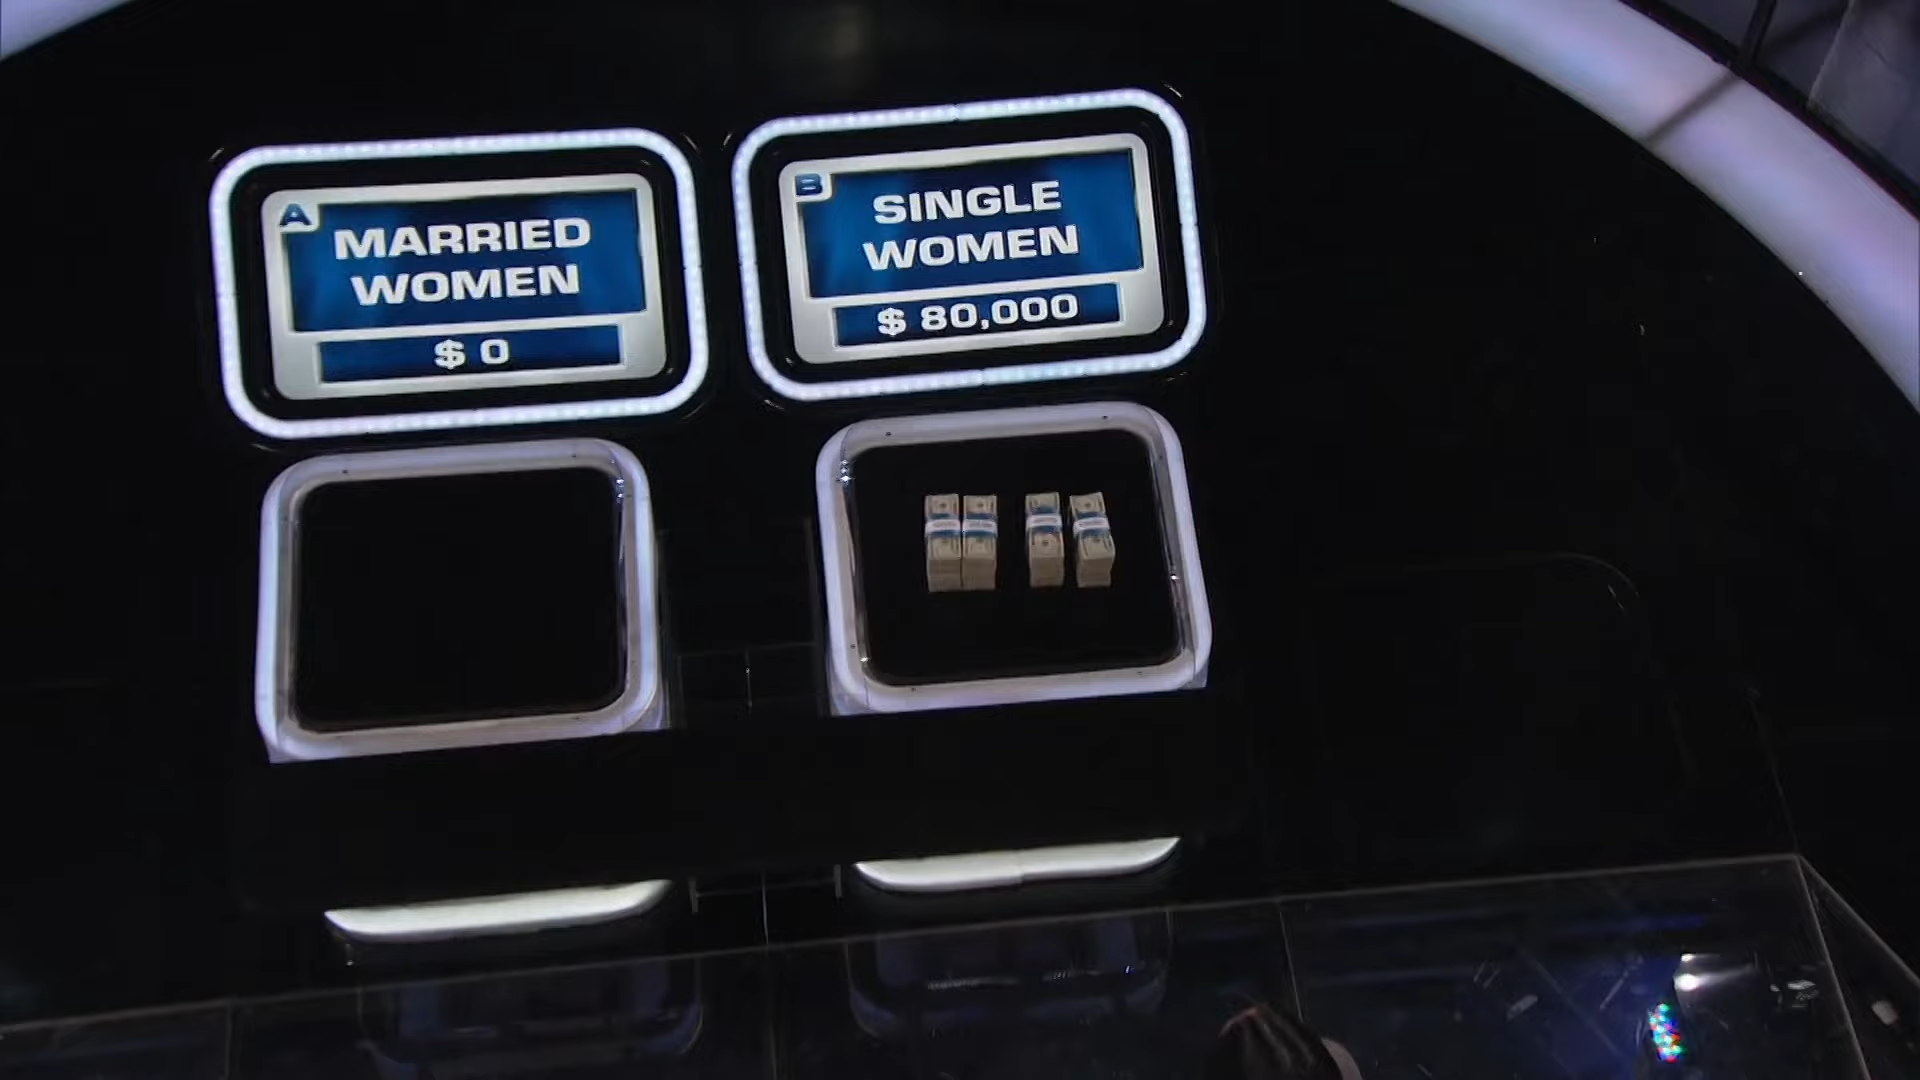 A
MARRIED
WOMEN
$ 0
B
SINGLE
WOMEN
$ 80,000